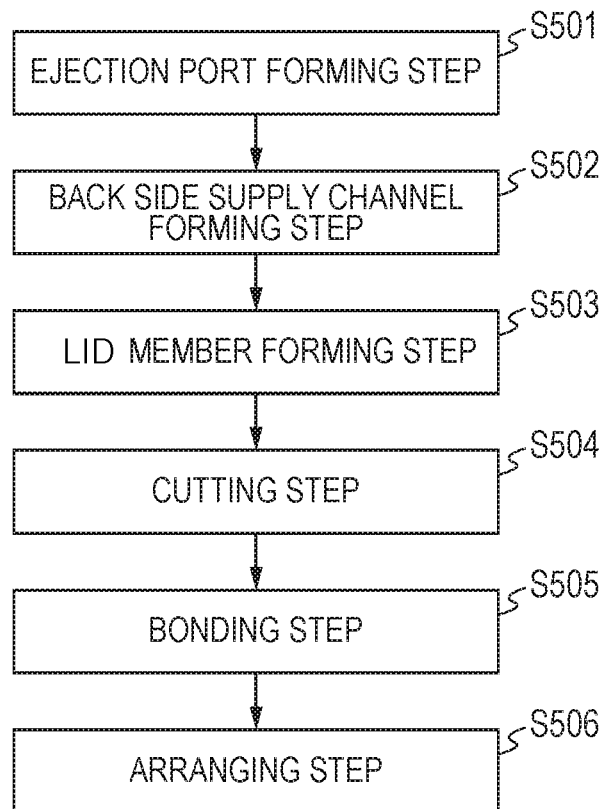 S501
EJECTION PORT FORMING STEP
S502
BACK SIDE SUPPLY CHANNEL
FORMING STEP
S503
LID MEMBER FORMING STEP
S504
CUTTING STEP
S505
BONDING STEP
S506
ARRANGING STEP